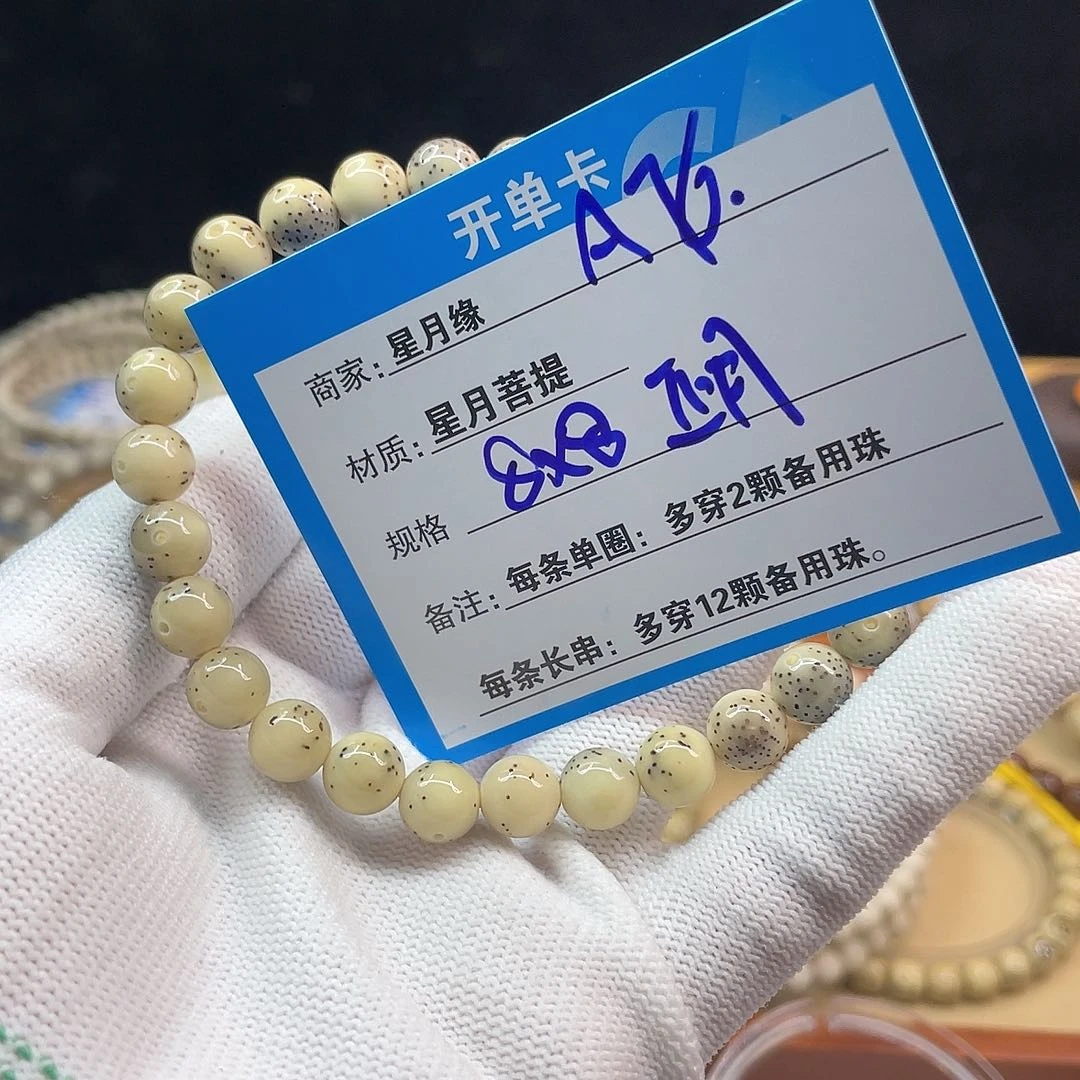 开单卡
商家：星月缘
材质：星月菩提
规格 8x8 正月
备注：每条单圈：多穿2颗备用珠
每条长串：多穿12颗备用珠。